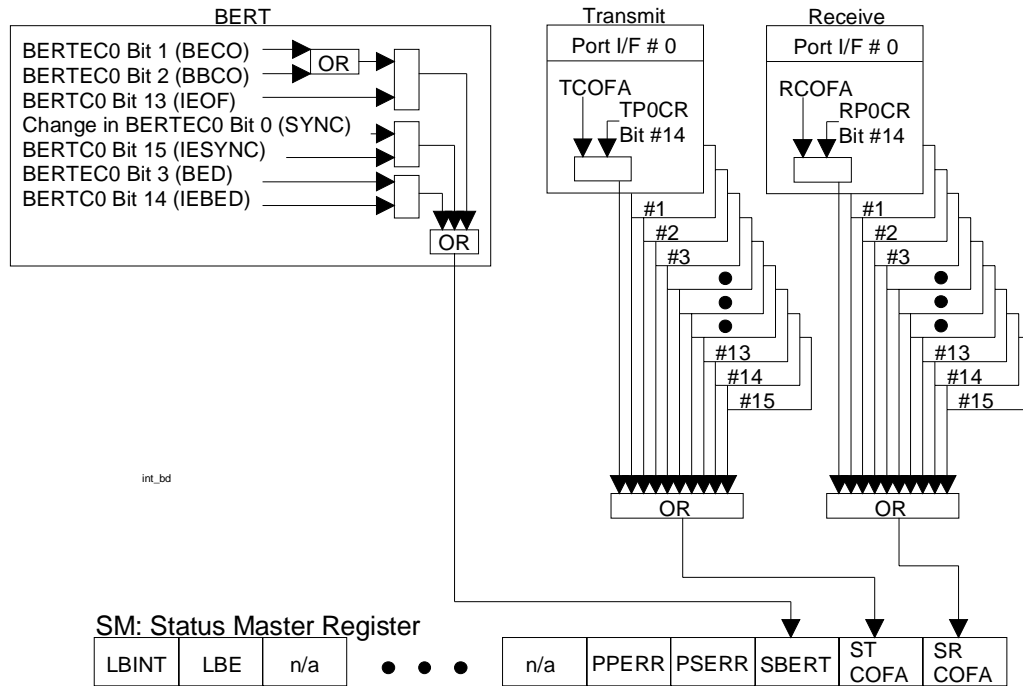 BERT
BERTEC0 Bit 1 (BECO)
BERTEC0 Bit 2 (BBCO)
OR
BERTC0 Bit 13 (IEOF)
Change in BERTEC0 Bit 0 (SYNC)
BERTC0 Bit 15 (IESYNC)
BERTEC0 Bit 3 (BED)
BERTC0 Bit 14 (IEBED)
OR
Transmit
Port I/F # 0
TCOFA
TP0CR
Bit #14
#1
#2
#3
#13
#14
#15
OR
Receive
Port I/F # 0
RCOFA
RP0CR
Bit #14
#1
#2
#3
#13
#14
#15
OR
int_bd
SM: Status Master Register
LBINT LBE n/a n/a PPERR PSERR SBERT ST COFA SR COFA